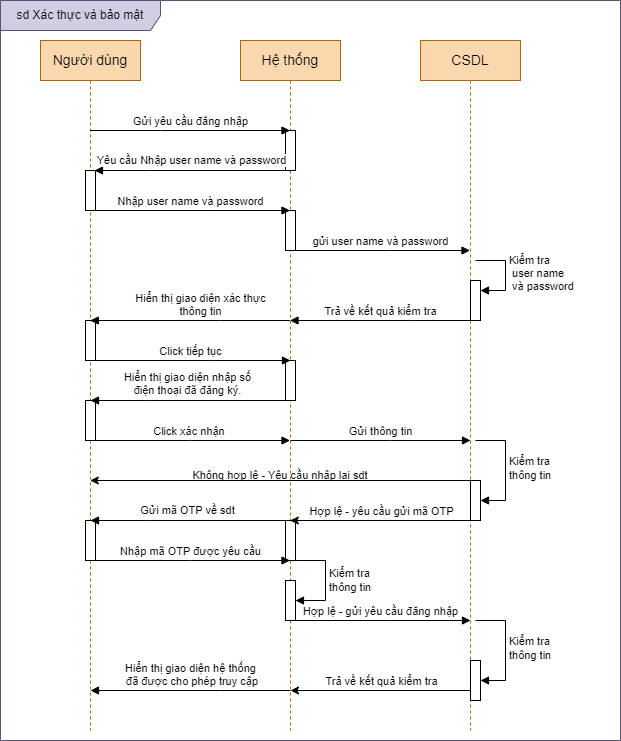 sd Xác thực và bảo mật
Người dùng
Hệ thống
CSDL
Gửi yêu cầu đăng nhập
Yêu cầu Nhập user name và password
Nhập user name và password
gửi user name và password
Kiểm tra
user name
và password
Hiển thị giao diện xác thực
thông tin
Trả về kết quả kiểm tra
Click tiếp tục
Hiển thị giao diện nhập số
điện thoại đã đăng ký.
Click xác nhận
Gửi thông tin
Kiểm tra
thông tin
Không hợp lệ - Yêu cầu nhập lại sdt
Gửi mã OTP về sdt
Hợp lệ - yêu cầu gửi mã OTP
Nhập mã OTP được yêu cầu
Kiểm tra
thông tin
Hợp lệ - gửi yêu cầu đăng nhập
Kiểm tra
thông tin
Hiển thị giao diện hệ thống
đã được cho phép truy cập
Trả về kết quả kiểm tra